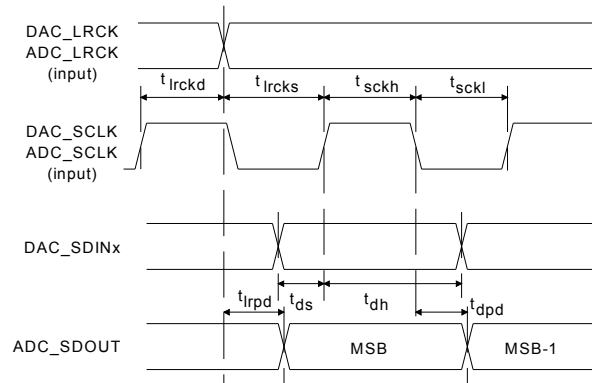 DAC_LRCK
ADC_LRCK
(input)
t lrckd
t lrcks
t sckh
t sckl
DAC_SCLK
ADC_SCLK
(input)
DAC_SDINx
t lrpd
t ds
t dh
t dpd
ADC_SDOUT
MSB
MSB-1